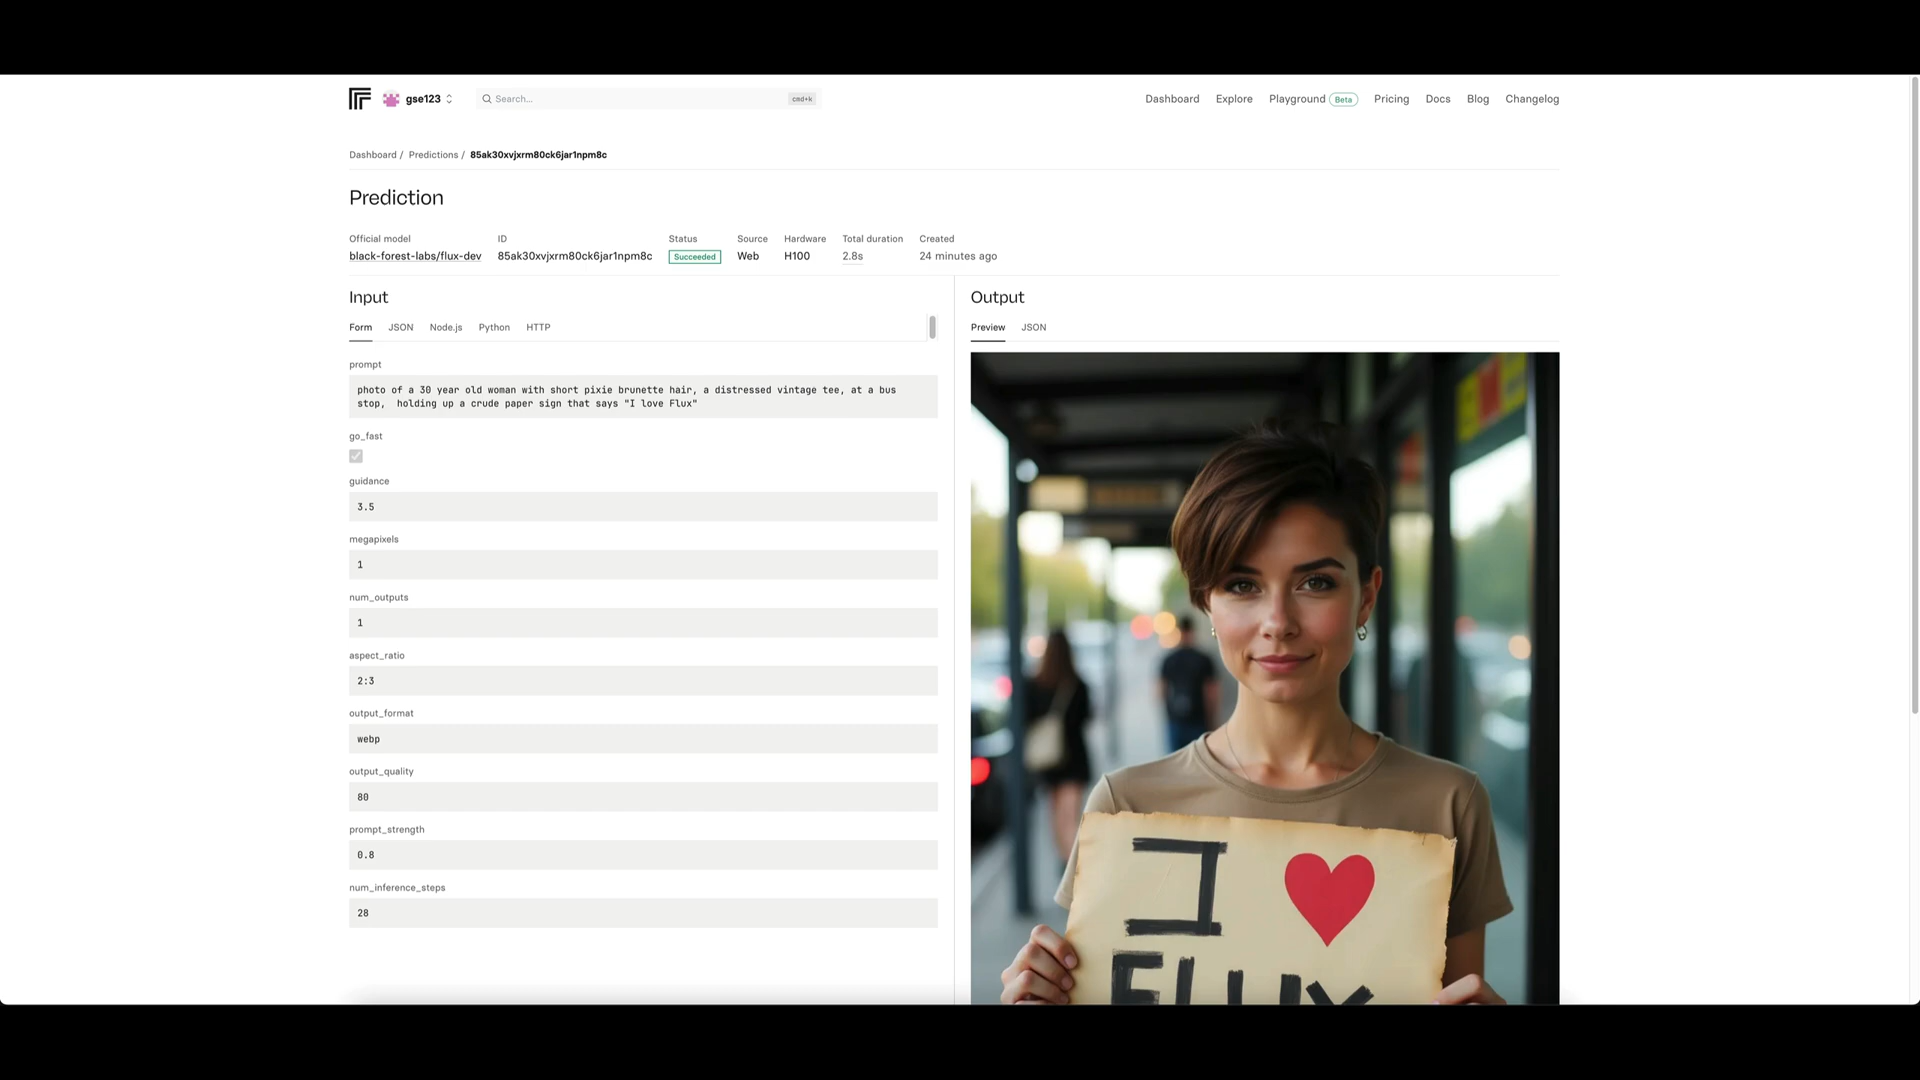 gse123
Search...
cmd+k
Dashboard
Explore
Playground Beta
Pricing
Docs
Blog
Changelog
Dashboard / Predictions / 85ak30xvjxrm80ck6jar1npm8c
Prediction
Official model
black-forest-labs/flux-dev
ID
85ak30xvjxrm80ck6jar1npm8c
Status
Succeeded
Source
Web
Hardware
H100
Total duration
2.8s
Created
24 minutes ago
Input
Form
JSON
Node.js
Python
HTTP
prompt
photo of a 30 year old woman with short pixie brunette hair, a distressed vintage tee, at a bus
stop,  holding up a crude paper sign that says "I love Flux"
go_fast
guidance
3.5
megapixels
1
num_outputs
1
aspect_ratio
2:3
output_format
webp
output_quality
80
prompt_strength
0.8
num_inference_steps
28
Output
Preview
JSON
I
FLUX